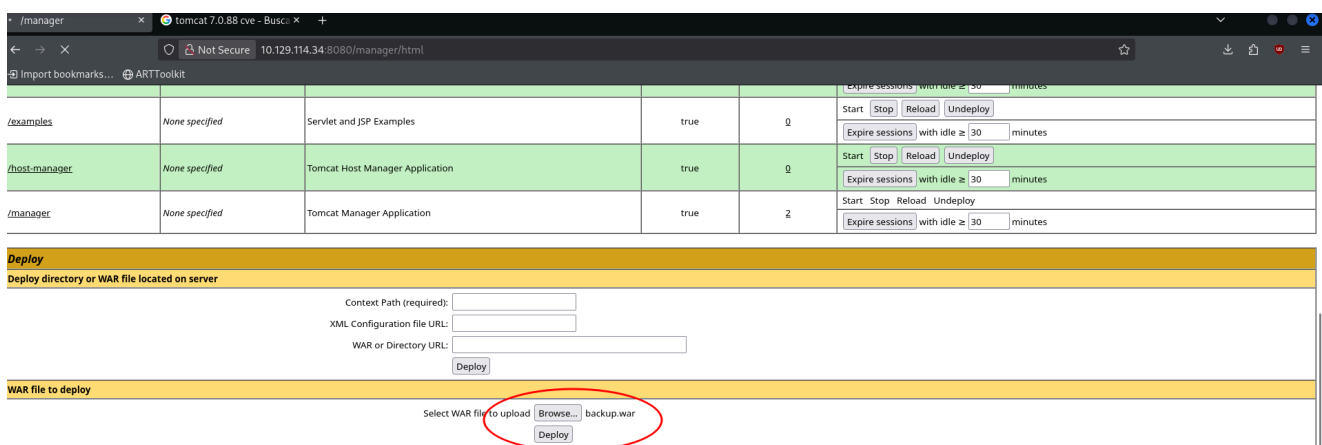 /manager
tomcat 7.0.88 cve - Busca
Not Secure 10.129.114.34:8080/manager/html
Import bookmarks... ARTToolkit
Expire sessions with idle ≥ 30 minutes
/examples None specified Servlet and JSP Examples true 0 Start Stop Reload Undeploy
Expire sessions with idle ≥ 30 minutes
/host-manager None specified Tomcat Host Manager Application true 0 Start Stop Reload Undeploy
Expire sessions with idle ≥ 30 minutes
/manager None specified Tomcat Manager Application true 2 Start Stop Reload Undeploy
Expire sessions with idle ≥ 30 minutes
Deploy
Deploy directory or WAR file located on server
Context Path (required):
XML Configuration file URL:
WAR or Directory URL:
Deploy
WAR file to deploy
Select WAR file to upload Browse... backup.war
Deploy